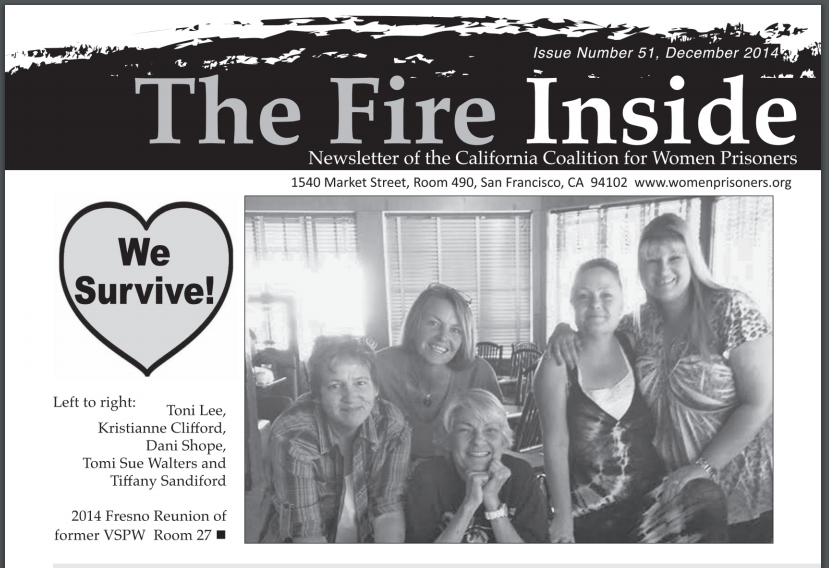 Issue Number 51, December 2014
The Fire Inside
Newsletter of the California Coalition for Women Prisoners
1540 Market Street, Room 490, San Francisco, CA 94102 www.womenprisoners.org
We
Survive!
Left to right:
Toni Lee,
Kristianne Clifford,
Dani Shope,
Tomi Sue Walters and
Tiffany Sandiford
2014 Fresno Reunion of
former VSPW Room 27 ■